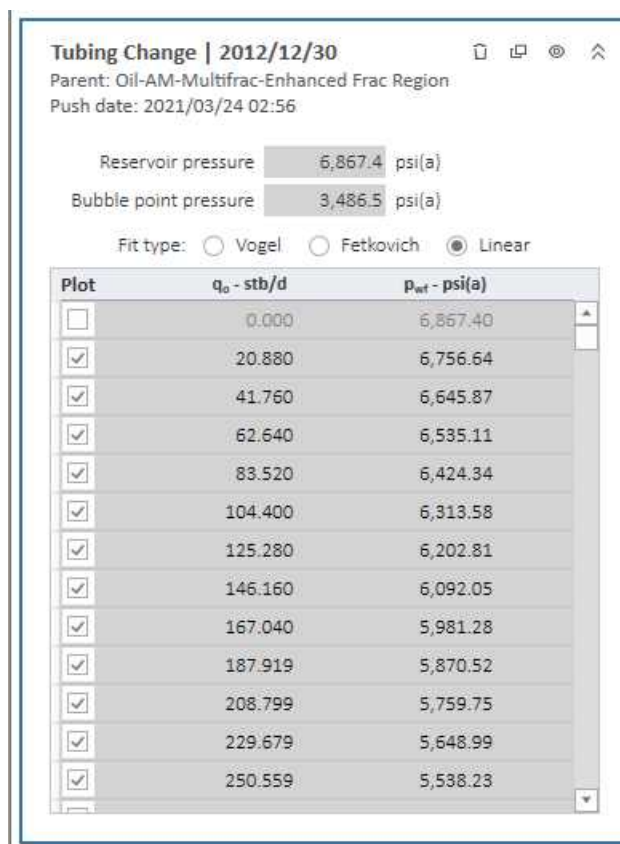 Tubing Change | 2012/12/30
Parent: Oil-AM-Multifrac-Enhanced Frac Region
Push date: 2021/03/24 02:56
Reservoir pressure 6,867.4 psi(a)
Bubble point pressure 3,486.5 psi(a)
Fit type: Vogel Fetkovich Linear
Plot qo - stb/d pwf - psi(a)
0.000 6,867.40
20.880 6,756.64
41.760 6,645.87
62.640 6,535.11
83.520 6,424.34
104.400 6,313.58
125.280 6,202.81
146.160 6,092.05
167.040 5,981.28
187.919 5,870.52
208.799 5,759.75
229.679 5,648.99
250.559 5,538.23